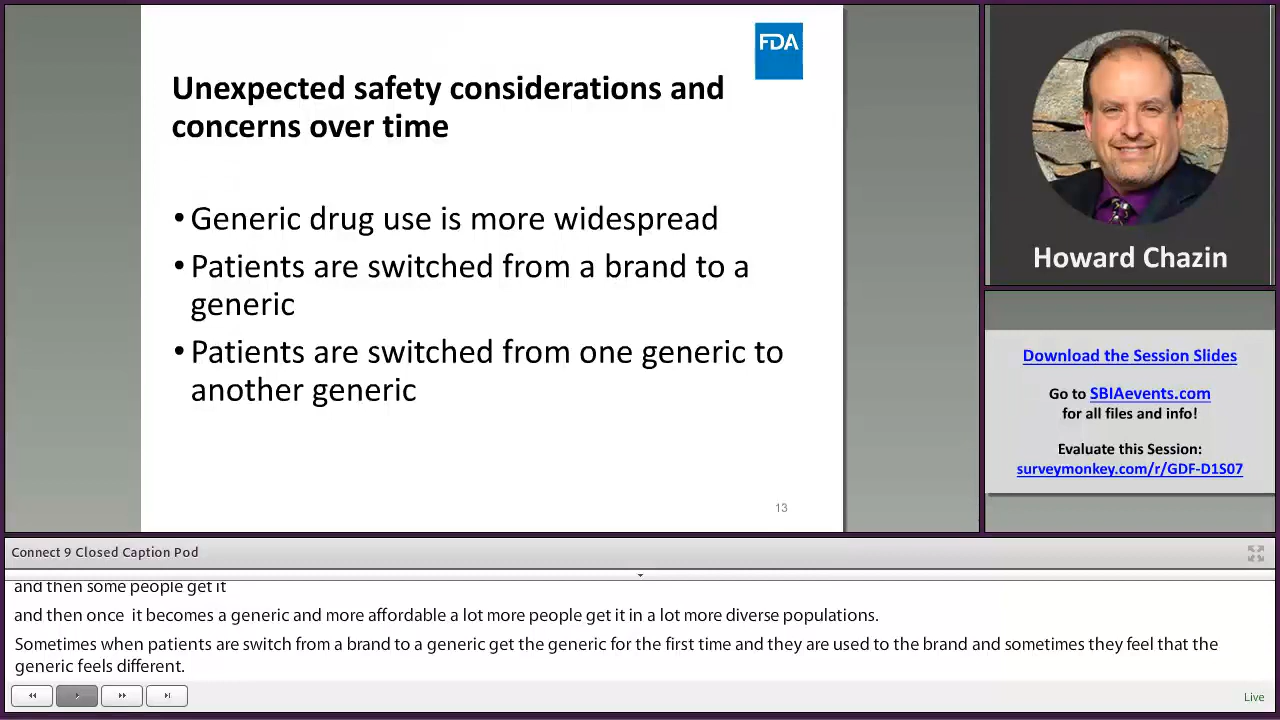 FDA
Unexpected safety considerations and
concerns over time
•Generic drug use is more widespread
•Patients are switched from a brand to a
generic
•Patients are switched from one generic to
another generic
13
Howard Chazin
Download the Session Slides
Go to SBIAevents.com
for all files and info!
Evaluate this Session:
surveymonkey.com/r/GDF-D1S07
Connect 9 Closed Caption Pod
and then some people get it
and then once  it becomes a generic and more affordable a lot more people get it in a lot more diverse populations.
Sometimes when patients are switch from a brand to a generic get the generic for the first time and they are used to the brand and sometimes they feel that the
generic feels different.
Live